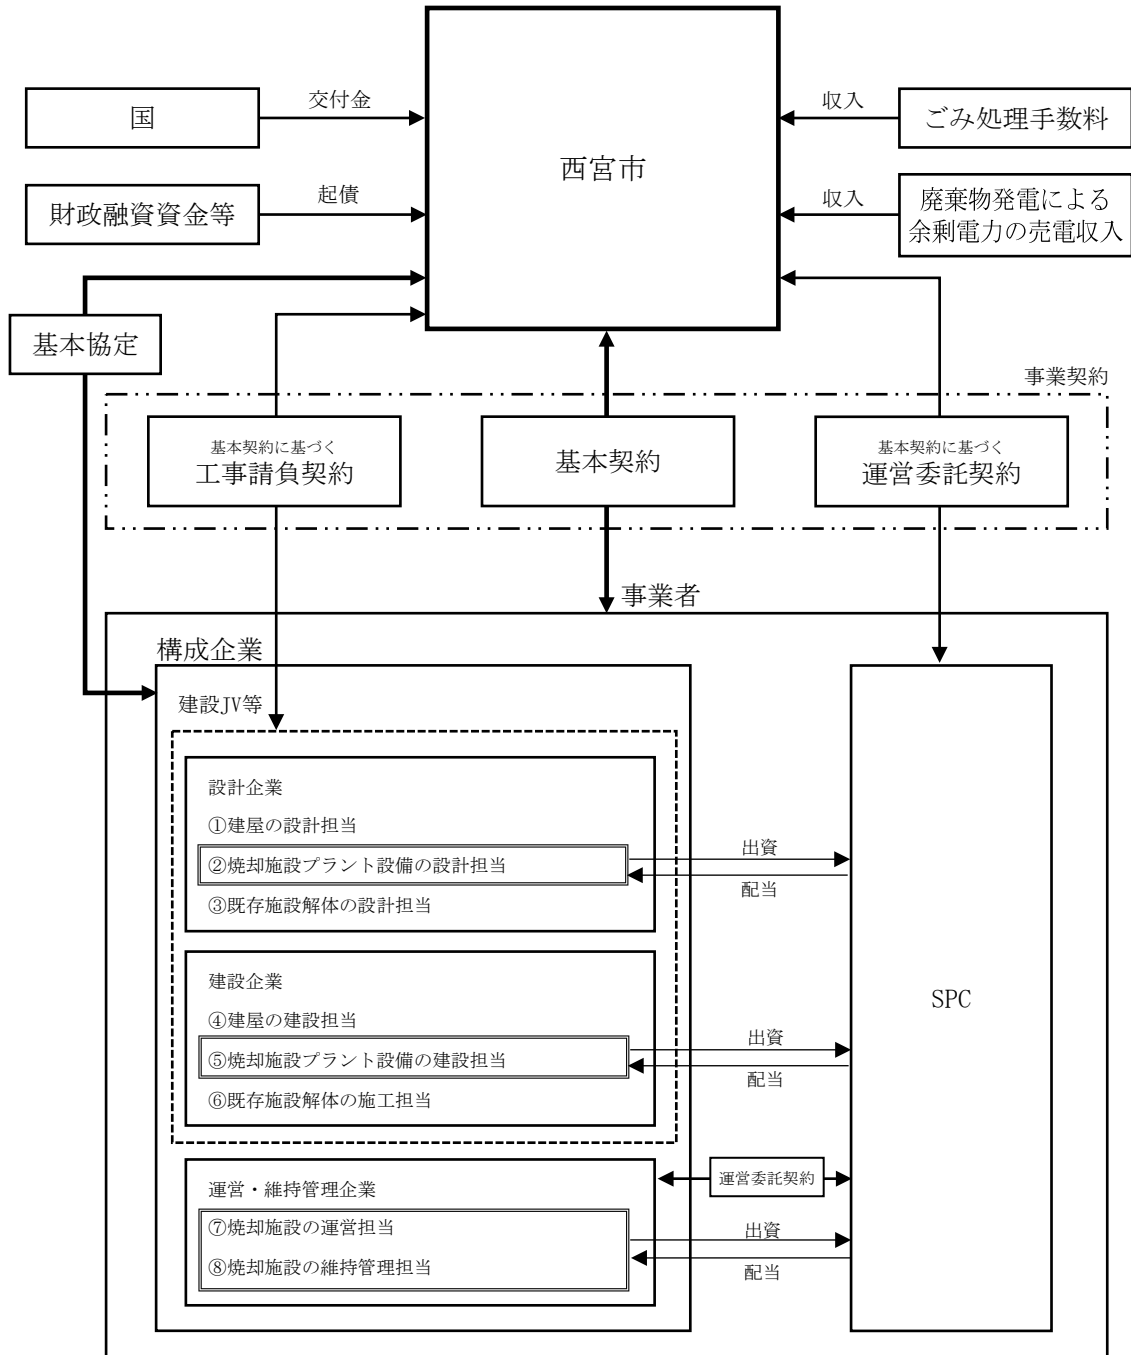 国
交付金
西宮市
収入
ごみ処理手数料
財政融資資金等
起債
収入
廃棄物発電による
余剰電力の売電収入
基本協定
事業契約
基本契約に基づく
工事請負契約
基本契約
基本契約に基づく
運営委託契約
事業者
構成企業
建設JV等
設計企業
①建屋の設計担当
②焼却施設プラント設備の設計担当
③既存施設解体の設計担当
出資
配当
建設企業
④建屋の建設担当
⑤焼却施設プラント設備の建設担当
⑥既存施設解体の施工担当
出資
配当
SPC
運営・維持管理企業
⑦焼却施設の運営担当
⑧焼却施設の維持管理担当
運営委託契約
出資
配当